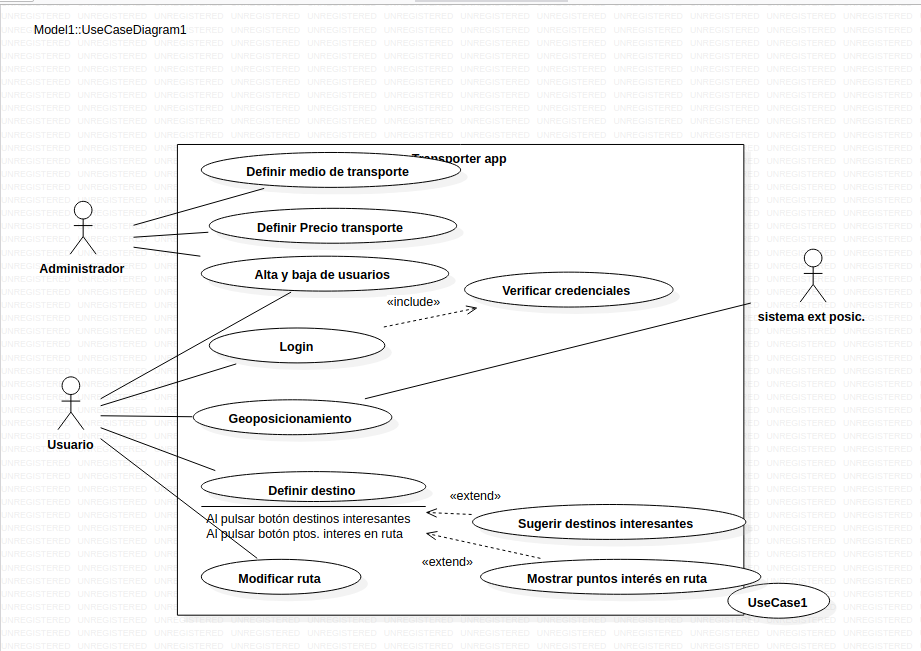 Model1::UseCaseDiagram1
Transporter app
Definir medio de transporte
Definir Precio transporte
Administrador
Alta y baja de usuarios
«include»
Verificar credenciales
sistema ext posic.
Login
Geoposicionamiento
Usuario
Definir destino
«extend»
Al pulsar botón destinos interesantes
Sugerir destinos interesantes
Al pulsar botón ptos. interes en ruta
«extend»
Modificar ruta
Mostrar puntos interés en ruta
UseCase1
UNREGISTERED